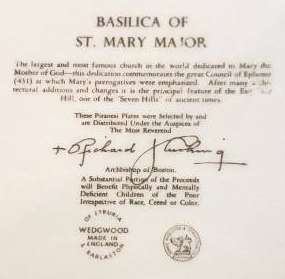 BASILICA OF
ST. MARY MAJOR
The largest and most famous church in the world dedicated to Mary the
Mother of God—this dedication commemorates the great Council of Ephesus
(431) at which Mary's prerogatives were emphasized. After many
additions and changes it is the principal feature of the
Hill, one of the 'Seven Hills' of ancient times.
These Piranesi Plates were Selected by and
are Distributed Under the Auspices of
The Most Reverend
+ Richard J Cushing
Archbishop of Boston.
A Substantial Portion of the Proceeds
will Benefit Physically and Mentally
Deficient Children of the Poor
Irrespective of Race, Creed or Color.
OF ETRURIA
WEDGWOOD
MADE IN
ENGLAND
& BARLASTON